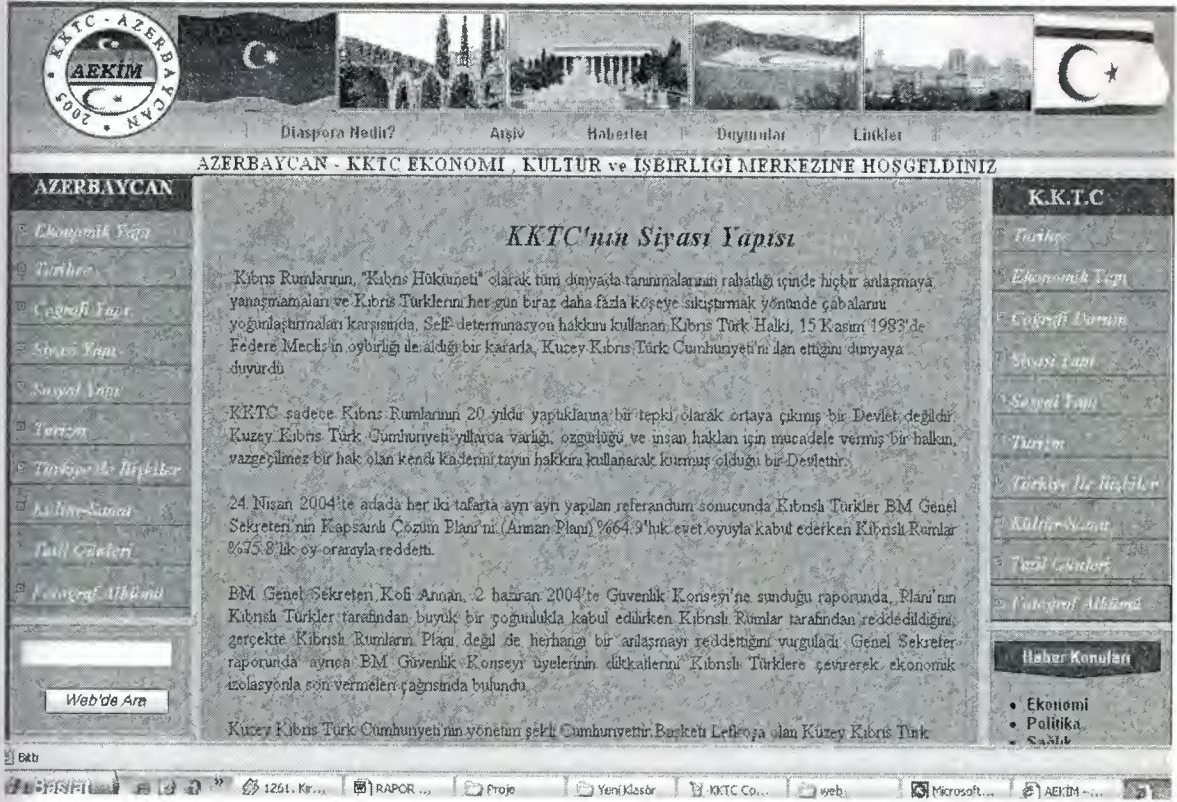 KKTC - AZERBAYCAN
AEKİM
2005
Diaspora Nedir? Arşiv Haberler Duyurular Linkler
AZERBAYCAN - KKTC EKONOMI , KULTUR ve IŞBIRLIGI MERKEZINE HOŞGELDINIZ
AZERBAYCAN
Ekonomik Yapı
Tarihçe
Coğrafi Yapı
Siyasi Yapı
Sosyal Yapı
Turizm
Türkiye ile İlişkiler
Kültür-Sanat
Tatil Günleri
Fotoğraf Albümü
Web'de Ara
KKTC'nın Siyası Yapısı
Kıbrıs Rumlarının, "Kıbrıs Hükümeti" olarak tüm dünyada tanınmalarının rahatlığı içinde hiçbir anlaşmaya
yanaşmamaları ve Kıbrıs Türklerini her gün biraz daha fazla köşeye sıkıştırmak yönünde çabalarını
yoğunlaştırmaları karşısında, Self-determinasyon hakkını kullanan Kıbrıs Türk Halkı, 15 Kasım 1983'de
Federe Meclis'in oybirliği ile aldığı bir kararla, Kuzey Kıbrıs Türk Cumhuriyeti'ni ilan ettiğini dünyaya
duyurdu
KKTC sadece Kıbrıs Rumlarının 20 yıldır yaptıklarına bir tepki olarak ortaya çıkmış bir Devlet değildir.
Kuzey Kıbrıs Türk Cumhuriyeti yıllarca varlığı, özgürlüğü ve insan hakları için mücadele vermiş bir halkın,
vazgeçilmez bir hak olan kendi kaderini tayin hakkını kullanarak kurmuş olduğu bir Devlettir.
24 Nisan 2004'te adada her iki tafarta ayrı ayrı yapılan referandum sonucunda Kıbrıslı Türkler BM Genel
Sekreteri'nin Kapsamlı Çözüm Planı'nı (Annan Planı) %64.9'luk evet oyuyla kabul ederken Kıbrıslı Rumlar
%75.8'lik oy oranıyla reddetti.
BM Genel Sekreteri Kofi Annan, 2 haziran 2004'te Güvenlik Konseyi'ne sunduğu raporunda, Planı'nın
Kıbrıslı Türkler tarafından büyük bir çoğunlukla kabul edilirken Kıbrıslı Rumlar tarafından reddedildiğini,
gerçekte Kıbrıslı Rumların Planı değil de herhangi bir anlaşmayı reddettiğini vurguladı. Genel Sekreter
raporunda ayrıca BM Güvenlik Konseyi üyelerinin dikkatlerini Kıbrıslı Türklere çevirerek ekonomik
izolasyonla son vermeleri çağrısında bulundu.
Kuzey Kıbrıs Türk Cumhuriyeti'nin yönetim şekli Cumhuriyettir.Başketi Lefkoşa olan Kuzey Kıbrıs Türk
K.K.T.C
Tarihçe
Ekonomik Yapı
Coğrafi Durum
Siyasi Yapı
Sosyal Yapı
Turizm
Türkiye İle İlişkiler
Kültür-Sanat
Tatil Günleri
Fotoğraf Albümü
Haber Konuları
Ekonomi
Politika
Sağlık
Bitti
1261. Kır... RAPOR ... Proje Yeni Klasör KKTC Co... web Microsoft... AEKİM -...